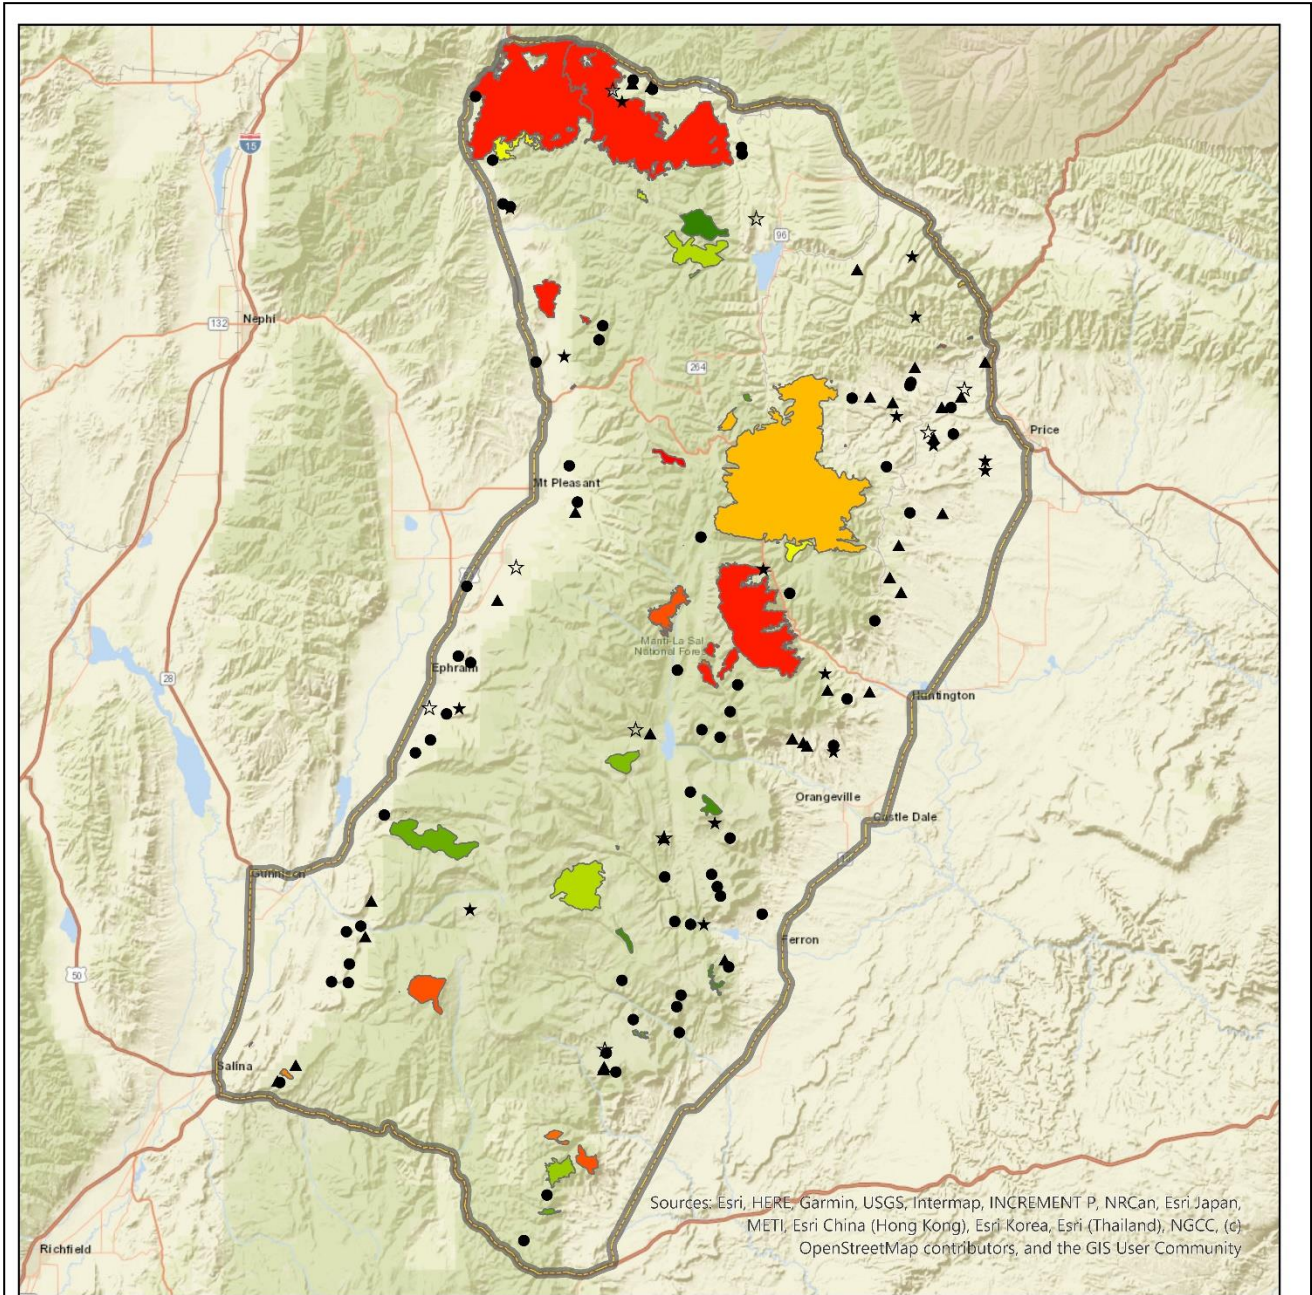 15
96
Nephi
132
264
Price
Mt Pleasant
Manti-La Sal
National Fores
Ephraim
28
Huntington
Orangeville
Castle Dale
Gunnison
Ferron
50
Salina
Sources: Esri, HERE, Garmin, USGS, Intermap, INCREMENT P, NRCan, Esri Japan,
METI, Esri China (Hong Kong), Esri Korea, Esri (Thailand), NGCC, (c)
OpenStreetMap contributors, and the GIS User Community
Richfield